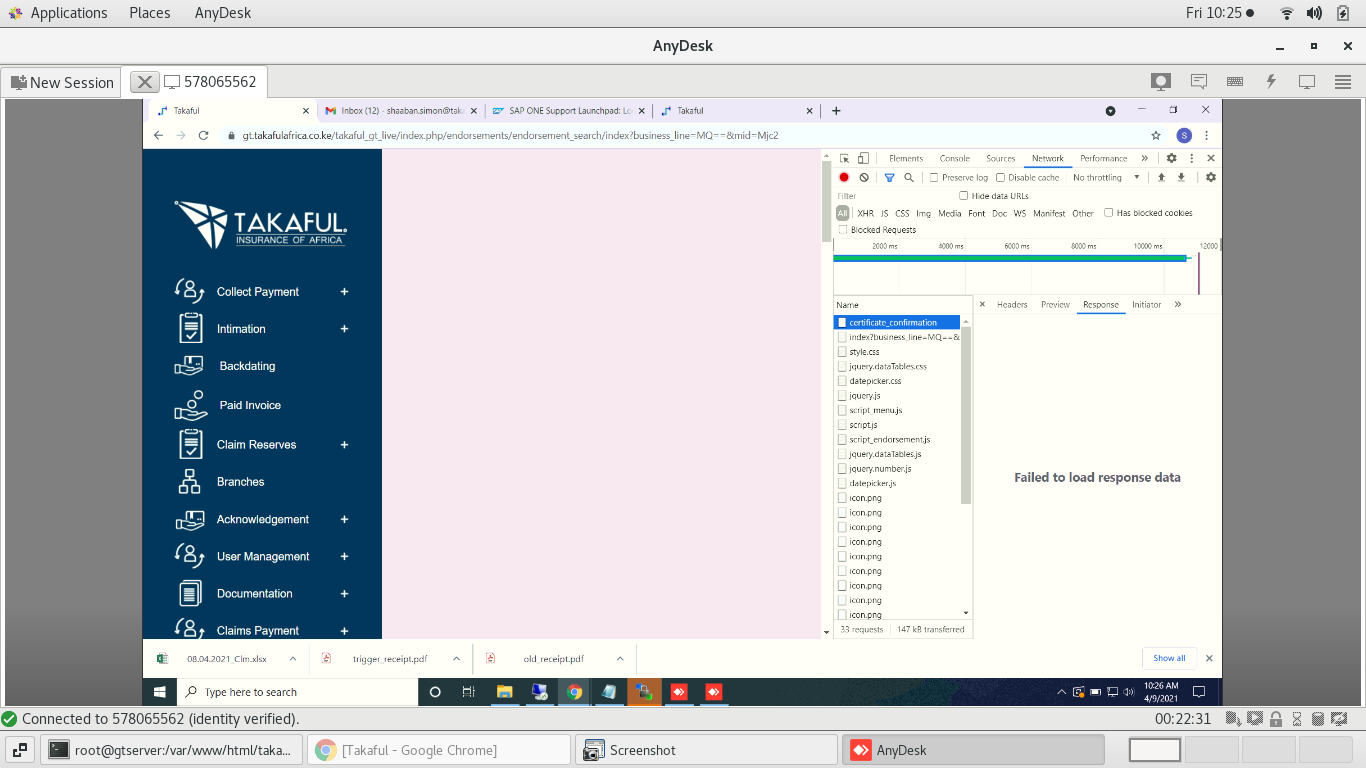 Applications Places AnyDesk Fri 10:25
AnyDesk
New Session 578065562
Takaful Inbox (12) - shaaban.simon@taka SAP ONE Support Launchpad: Lo Takaful
gt.takafulafrica.co.ke/takaful_gt_live/index.php/endorsements/endorsement_search/index?business_line=MQ==&mid=Mjc2 S
TAKAFUL.
INSURANCE OF AFRICA
Collect Payment +
Intimation +
Backdating
Paid Invoice
Claim Reserves +
Branches
Acknowledgement +
User Management +
Documentation +
Claims Payment +
Elements Console Sources Network Performance »
Preserve log Disable cache No throttling
Filter Hide data URLs
All XHR JS CSS Img Media Font Doc WS Manifest Other Has blocked cookies
Blocked Requests
2000 ms 4000 ms 6000 ms 8000 ms 10000 ms 12000
Name
Headers Preview Response Initiator »
certificate_confirmation
index?business_line=MQ==&
style.css
jquery.dataTables.css
datepicker.css
jquery.js
script_menu.js
script.js
script_endorsement.js
jquery.dataTables.js
jquery.number.js
datepicker.js
icon.png
icon.png
icon.png
icon.png
icon.png
icon.png
icon.png
icon.png
icon.png
Failed to load response data
33 requests 147 kB transferred
08.04.2021_Clm.xlsx trigger_receipt.pdf old_receipt.pdf Show all
Type here to search
10:26 AM
4/9/2021
Connected to 578065562 (identity verified). 00:22:31
root@gtserver:/var/www/html/taka... [Takaful - Google Chrome] Screenshot AnyDesk